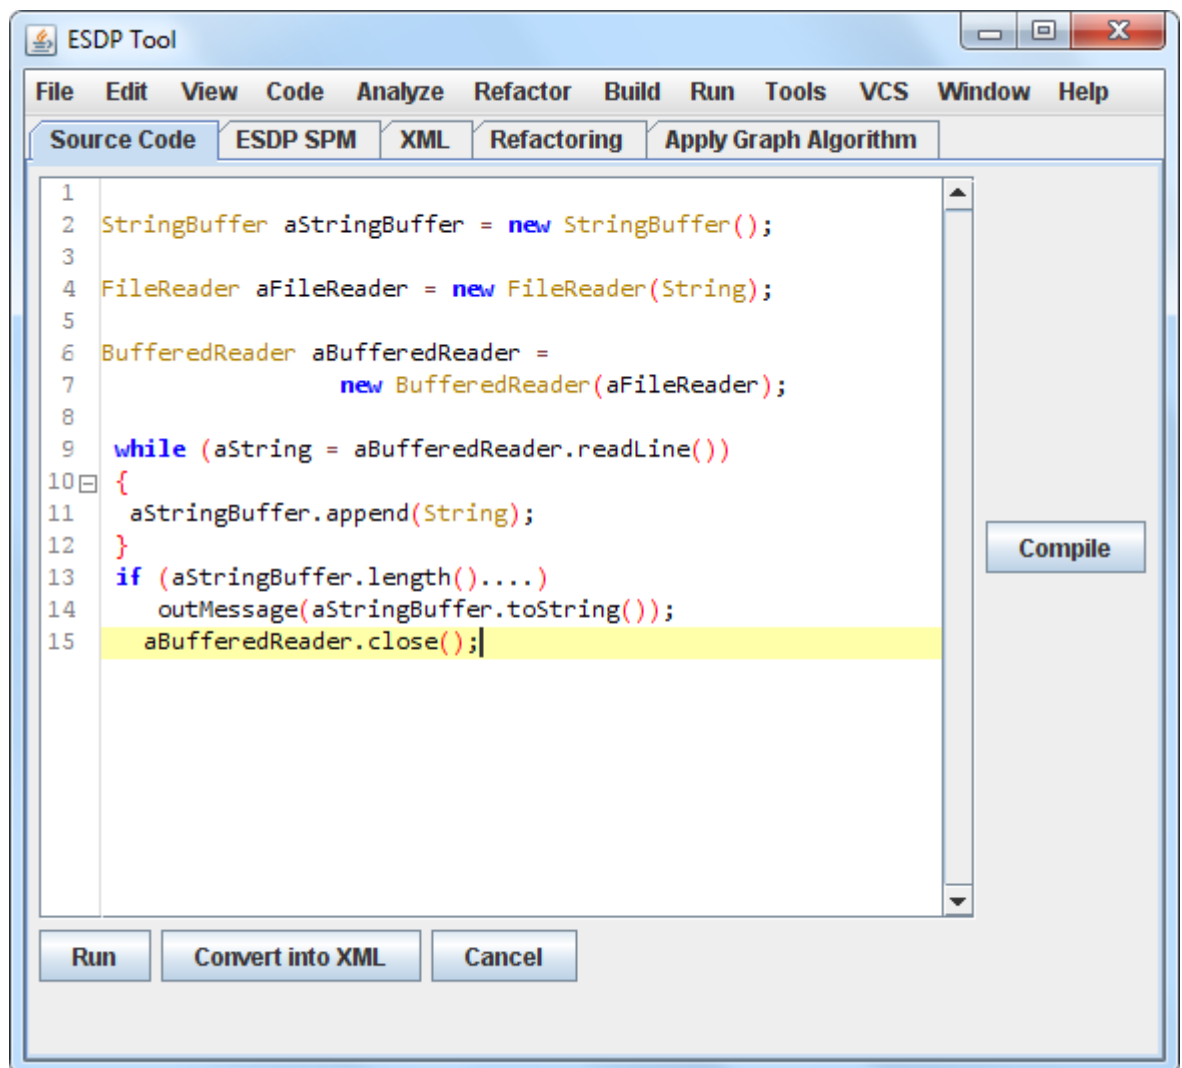 ESDP Tool
File Edit View Code Analyze Refactor Build Run Tools VCS Window Help
Source Code ESDP SPM XML Refactoring Apply Graph Algorithm
1
2 StringBuffer aStringBuffer = new StringBuffer();
3
4 FileReader aFileReader = new FileReader(String);
5
6 BufferedReader aBufferedReader =
7 new BufferedReader(aFileReader);
8
9 while (aString = aBufferedReader.readLine())
10 {
11 aStringBuffer.append(String);
12 }
13 if (aStringBuffer.length()....)
14 outMessage(aStringBuffer.toString());
15 aBufferedReader.close();
Compile
Run Convert into XML Cancel